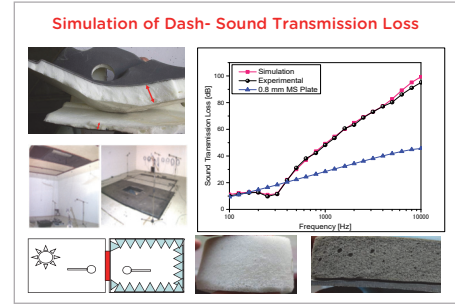 Simulation of Dash- Sound Transmission Loss
Simulation
Experimental
0.8 mm MS Plate
Sound Transmission Loss [dB]
100
80
60
40
20
0
100
1000
10000
Frequency [Hz]